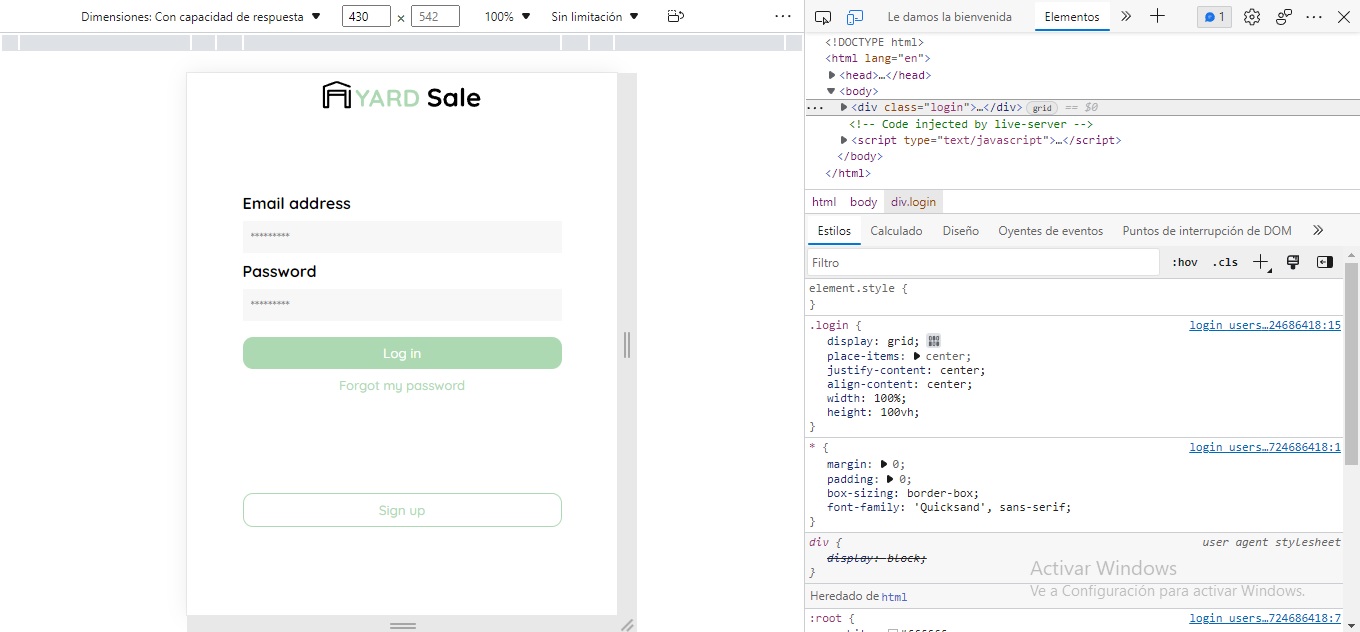 Dimensiones: Con capacidad de respuesta ▼ 430 × 542 100% ▼ Sin limitación ▼ ···
Le damos la bienvenida Elementos » + 1 ···
YARD Sale
Email address
*********
Password
*********
Log in
Forgot my password
Sign up
<!DOCTYPE html>
<html lang="en">
▶<head>…</head>
▼<body>
··· ▶<div class="login">…</div> grid == $0
<!-- Code injected by live-server -->
▶<script type="text/javascript">…</script>
</body>
</html>
html body div.login
Estilos Calculado Diseño Oyentes de eventos Puntos de interrupción de DOM »
Filtro :hov .cls
element.style {
}
.login { login users…24686418:15
display: grid;
place-items: ▶ center;
justify-content: center;
align-content: center;
width: 100%;
height: 100vh;
}
* { login users…724686418:1
margin: ▶ 0;
padding: ▶ 0;
box-sizing: border-box;
font-family: 'Quicksand', sans-serif;
}
div { user agent stylesheet
display: block;
}
Activar Windows
Ve a Configuración para activar Windows.
Heredado de html
:root { login users…724686418:7